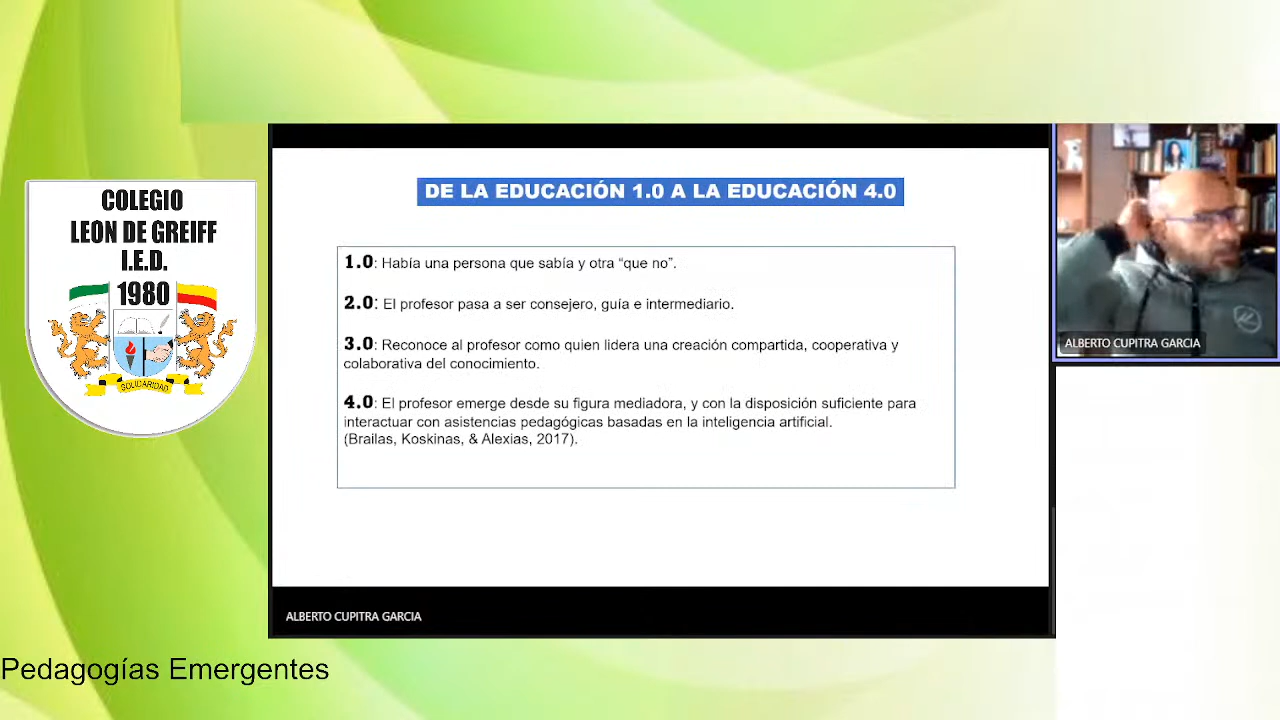 COLEGIO
LEON DE GREIFF
I.E.D.
1980
SOLIDARIDAD
DE LA EDUCACIÓN 1.0 A LA EDUCACIÓN 4.0
1.0: Había una persona que sabía y otra “que no”.
2.0: El profesor pasa a ser consejero, guía e intermediario.
3.0: Reconoce al profesor como quien lidera una creación compartida, cooperativa y
colaborativa del conocimiento.
4.0: El profesor emerge desde su figura mediadora, y con la disposición suficiente para
interactuar con asistencias pedagógicas basadas en la inteligencia artificial.
(Brailas, Koskinas, & Alexias, 2017).
ALBERTO CUPITRA GARCIA
ALBERTO CUPITRA GARCIA
Pedagogías Emergentes